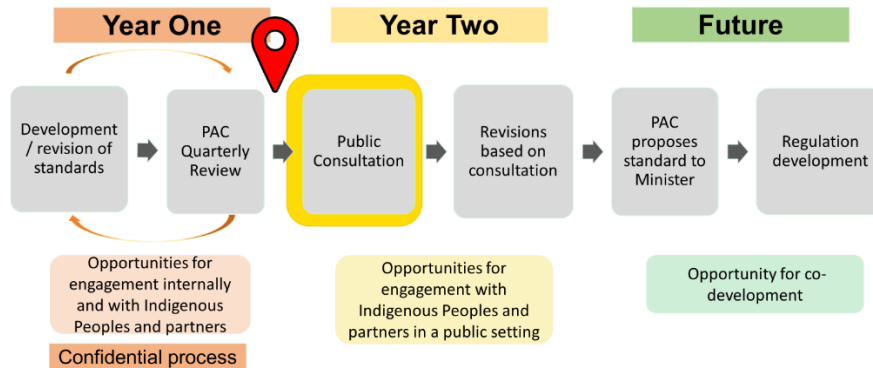 Year One
Year Two
Future
Development
/ revision of
standards
PAC
Quarterly
Review
Public
Consultation
Revisions
based on
consultation
PAC
proposes
standard to
Minister
Regulation
development
Opportunities for
engagement internally
and with Indigenous
Peoples and partners
Confidential process
Opportunities for
engagement with
Indigenous Peoples and
partners in a public setting
Opportunity for co-
development